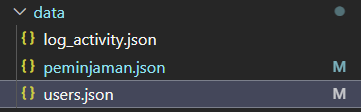 data
{} log_activity.json
{} peminjaman.json M
{} users.json M